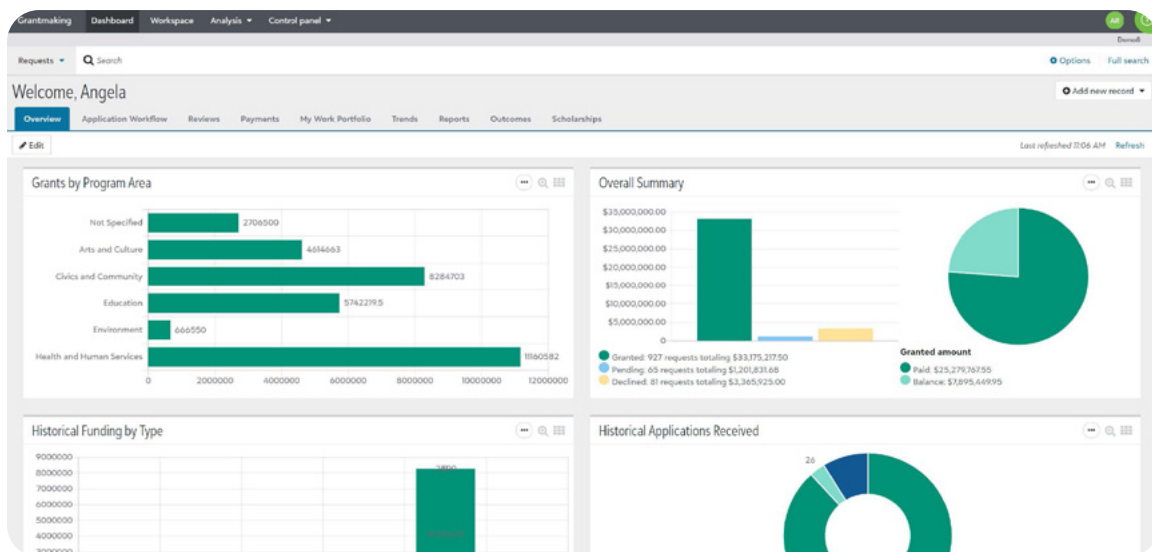 Grantmaking Dashboard Workspace Analysis Control panel AR
Demo8
Requests Search Options Full search
Welcome, Angela Add new record
Overview Application Workflow Reviews Payments My Work Portfolio Trends Reports Outcomes Scholarships
Edit Last refreshed 11:06 AM Refresh
Grants by Program Area
Not Specified 2706500
Arts and Culture 4614663
Civics and Community 8284703
Education 5742219.5
Environment 666550
Health and Human Services 11160582
0 2000000 4000000 6000000 8000000 10000000 12000000
Overall Summary
$35,000,000.00
$30,000,000.00
$25,000,000.00
$20,000,000.00
$15,000,000.00
$10,000,000.00
$5,000,000.00
0
Granted: 927 requests totaling $33,175,217.50
Pending: 65 requests totaling $1,201,831.68
Declined: 81 requests totaling $3,365,925.00
Granted amount
Paid: $25,279,767.55
Balance: $7,895,449.95
Historical Funding by Type
9000000
8000000
7000000
6000000
5000000
4000000
3000000
Historical Applications Received
26